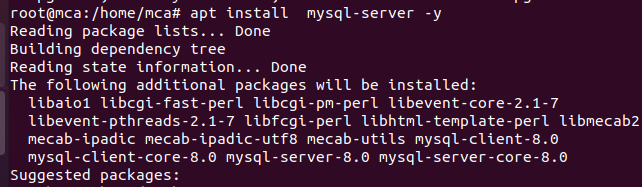 root@mca:/home/mca# apt install  mysql-server -y
Reading package lists... Done
Building dependency tree
Reading state information... Done
The following additional packages will be installed:
  libaio1 libcgi-fast-perl libcgi-pm-perl libevent-core-2.1-7
  libevent-pthreads-2.1-7 libfcgi-perl libhtml-template-perl libmecab2
  mecab-ipadic mecab-ipadic-utf8 mecab-utils mysql-client-8.0
  mysql-client-core-8.0 mysql-server-8.0 mysql-server-core-8.0
Suggested packages: